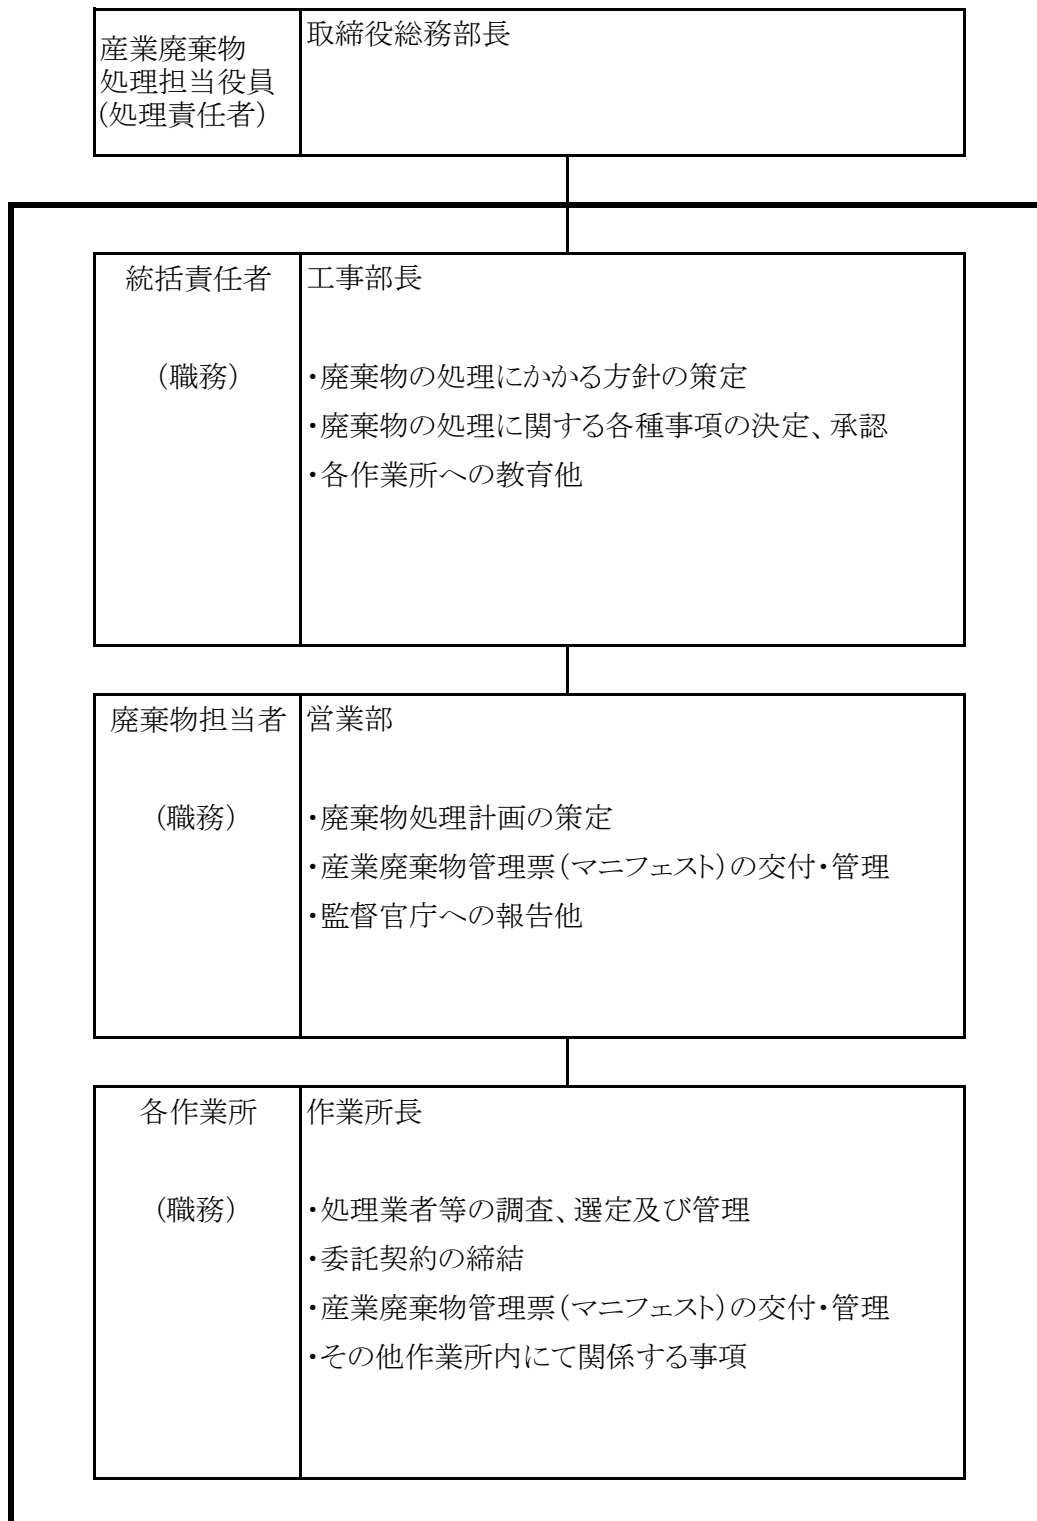 産業廃棄物
処理担当役員
(処理責任者)
取締役総務部長
統括責任者
工事部長
(職務)
・廃棄物の処理にかかる方針の策定
・廃棄物の処理に関する各種事項の決定、承認
・各作業所への教育他
廃棄物担当者
営業部
(職務)
・廃棄物処理計画の策定
・産業廃棄物管理票(マニフェスト)の交付・管理
・監督官庁への報告他
各作業所
作業所長
(職務)
・処理業者等の調査、選定及び管理
・委託契約の締結
・産業廃棄物管理票(マニフェスト)の交付・管理
・その他作業所内にて関係する事項